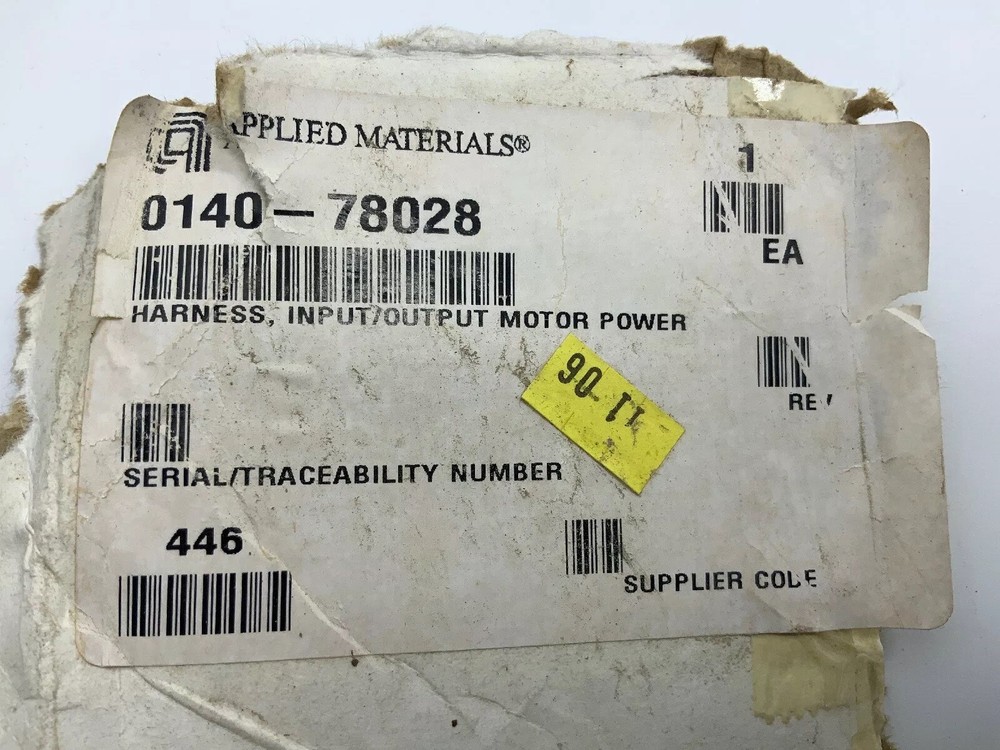 APPLIED MATERIALS®
0140-78028
1
EA
HARNESS, INPUT/OUTPUT MOTOR POWER
11-06
REV
SERIAL/TRACEABILITY NUMBER
446
SUPPLIER CODE